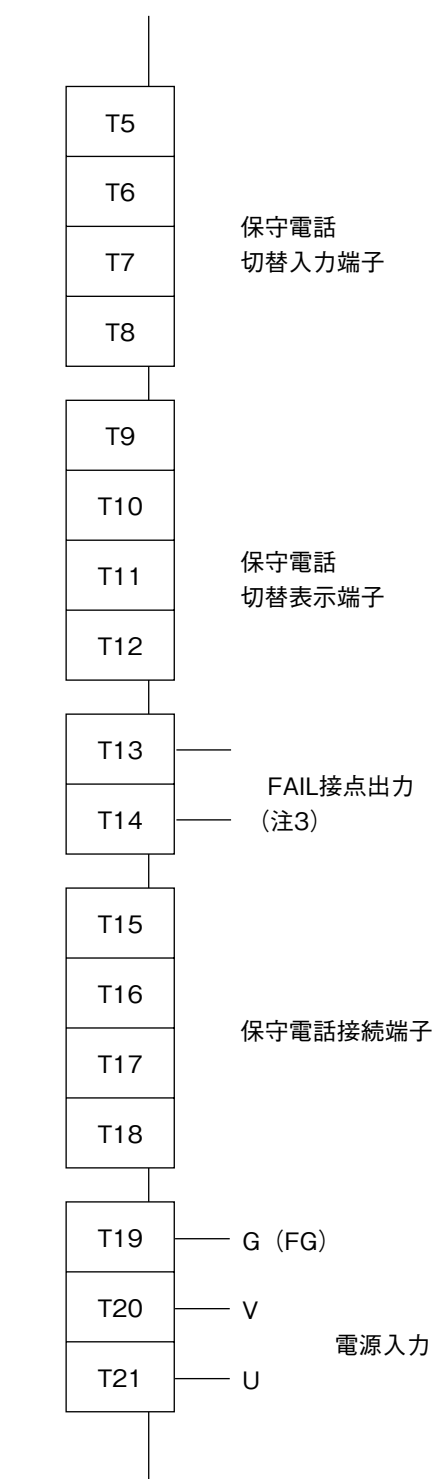 T5
T6
T7
T8
保守電話
切替入力端子
T9
T10
T11
T12
保守電話
切替表示端子
T13
T14
FAIL接点出力
（注3）
T15
T16
T17
T18
保守電話接続端子
T19
G（FG）
T20
V
T21
U
電源入力